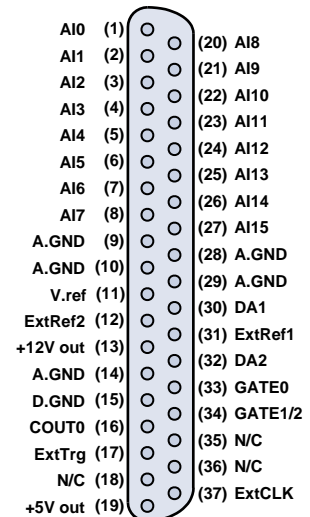 AI0 (1)
AI1 (2)
AI2 (3)
AI3 (4)
AI4 (5)
AI5 (6)
AI6 (7)
AI7 (8)
A.GND (9)
A.GND (10)
V.ref (11)
ExtRef2 (12)
+12V out (13)
A.GND (14)
D.GND (15)
COUT0 (16)
ExtTrg (17)
N/C (18)
+5V out (19)
(20) AI8
(21) AI9
(22) AI10
(23) AI11
(24) AI12
(25) AI13
(26) AI14
(27) AI15
(28) A.GND
(29) A.GND
(30) DA1
(31) ExtRef1
(32) DA2
(33) GATE0
(34) GATE1/2
(35) N/C
(36) N/C
(37) ExtCLK